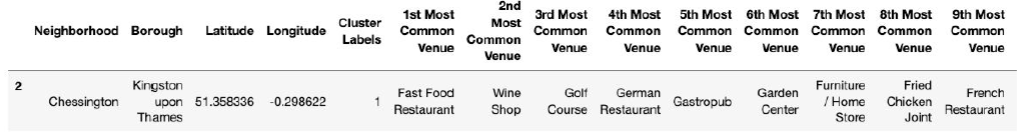 Neighborhood Borough Latitude Longitude Cluster Labels 1st Most Common Venue 2nd Most Common Venue 3rd Most Common Venue 4th Most Common Venue 5th Most Common Venue 6th Most Common Venue 7th Most Common Venue 8th Most Common Venue 9th Most Common Venue
2 Chessington Kingston upon Thames 51.358336 -0.298622 1 Fast Food Restaurant Wine Shop Golf Course German Restaurant Gastropub Garden Center Furniture / Home Store Fried Chicken Joint French Restaurant